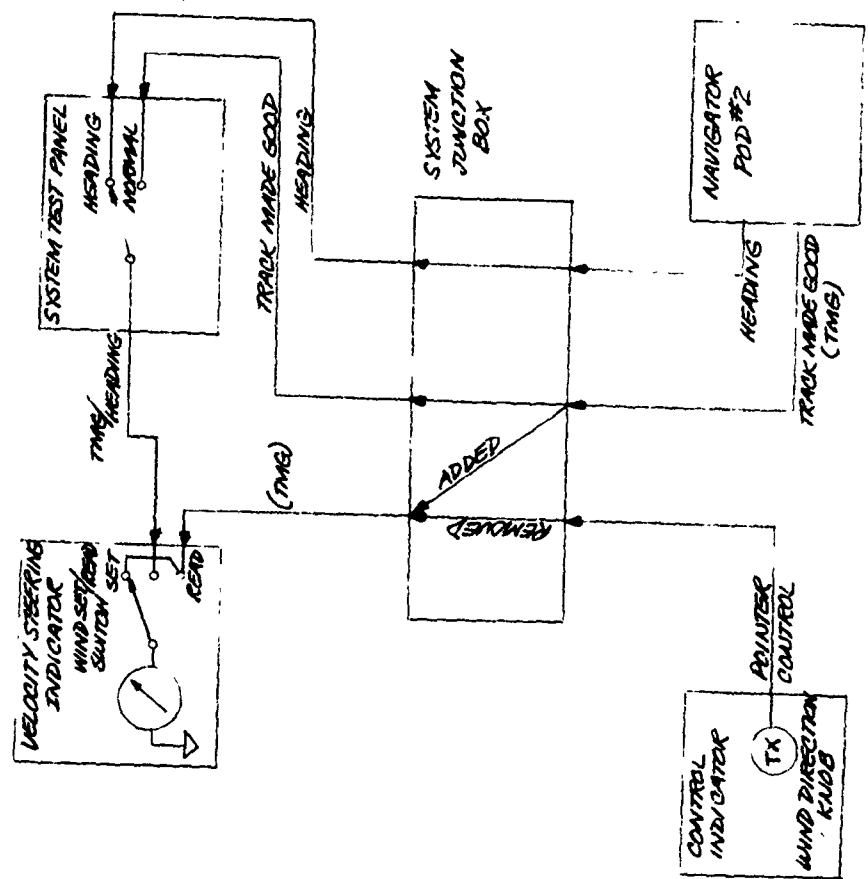 SYSTEM TEST PANEL
HEADING
NORMAL
TMG/
HEADING
TRACK MADE GOOD
HEADING
VELOCITY STEERING
INDICATOR
WIND SET/READ
SWITCH
SET
READ
(TMG)
SYSTEM
JUNCTION
BOX
ADDED
REMOVED
NAVIGATOR
POD #2
HEADING
TRACK MADE GOOD
(TMG)
CONTROL
INDICATOR
TX
WIND DIRECTION
KNOB
POINTER
CONTROL